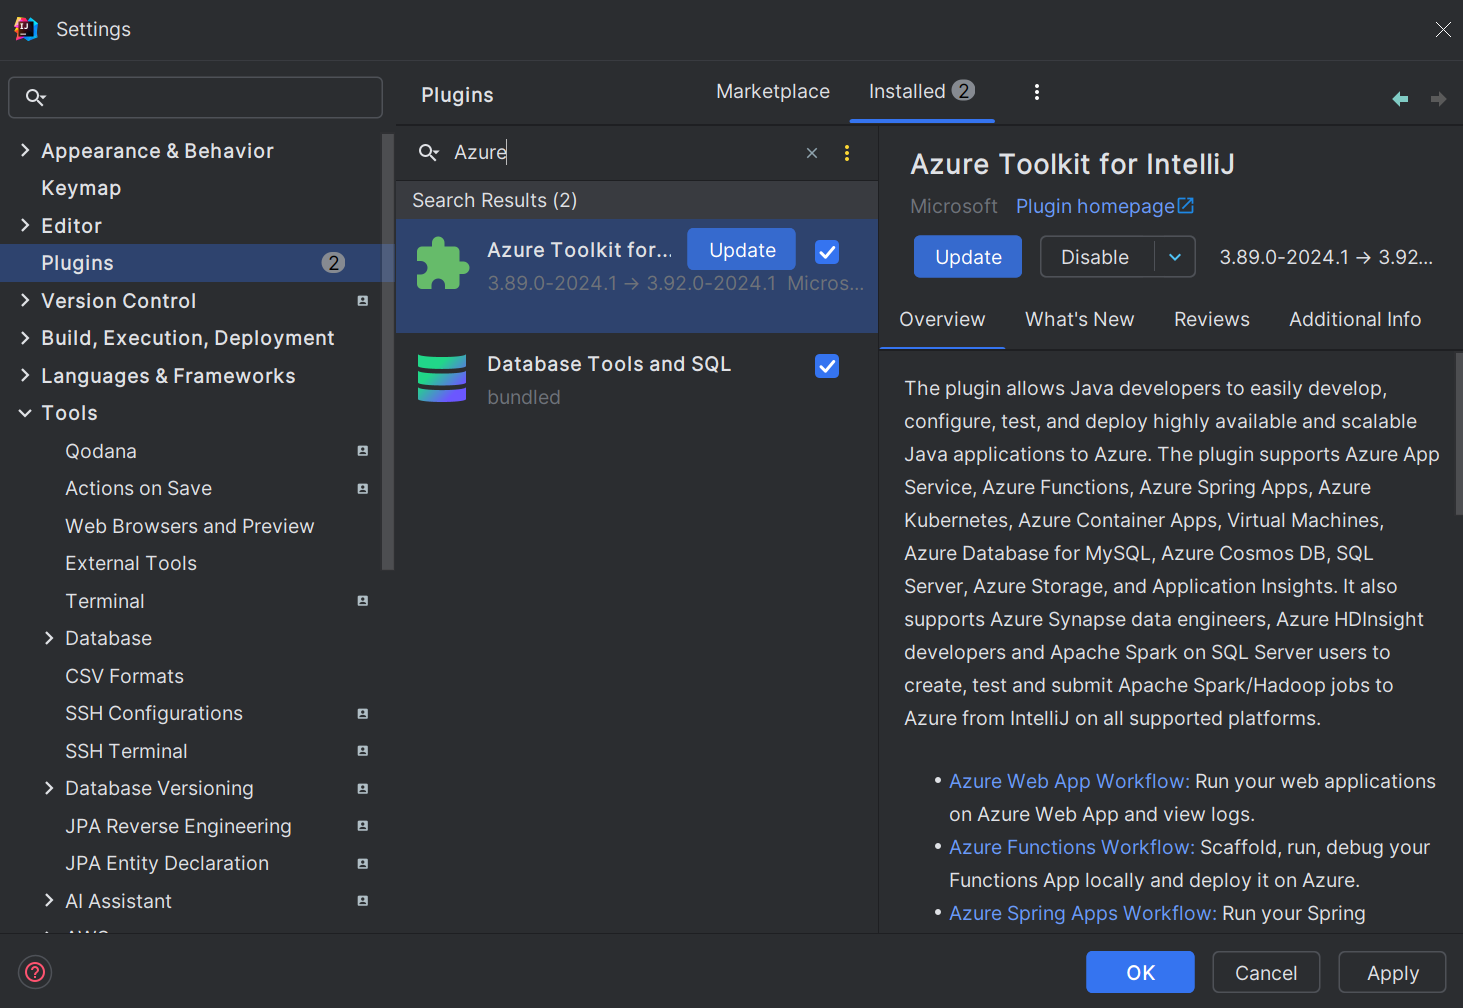 Settings
Plugins
Marketplace
Installed 2
Appearance & Behavior
Keymap
Editor
Plugins 2
Version Control
Build, Execution, Deployment
Languages & Frameworks
Tools
Qodana
Actions on Save
Web Browsers and Preview
External Tools
Terminal
Database
CSV Formats
SSH Configurations
SSH Terminal
Database Versioning
JPA Reverse Engineering
JPA Entity Declaration
AI Assistant
Azure
Search Results (2)
Azure Toolkit for... Update
3.89.0-2024.1 → 3.92.0-2024.1 Micros...
Database Tools and SQL
bundled
Azure Toolkit for IntelliJ
Microsoft Plugin homepage
Update Disable 3.89.0-2024.1 → 3.92...
Overview What's New Reviews Additional Info
The plugin allows Java developers to easily develop,
configure, test, and deploy highly available and scalable
Java applications to Azure. The plugin supports Azure App
Service, Azure Functions, Azure Spring Apps, Azure
Kubernetes, Azure Container Apps, Virtual Machines,
Azure Database for MySQL, Azure Cosmos DB, SQL
Server, Azure Storage, and Application Insights. It also
supports Azure Synapse data engineers, Azure HDInsight
developers and Apache Spark on SQL Server users to
create, test and submit Apache Spark/Hadoop jobs to
Azure from IntelliJ on all supported platforms.
• Azure Web App Workflow: Run your web applications
on Azure Web App and view logs.
• Azure Functions Workflow: Scaffold, run, debug your
Functions App locally and deploy it on Azure.
• Azure Spring Apps Workflow: Run your Spring
OK
Cancel
Apply